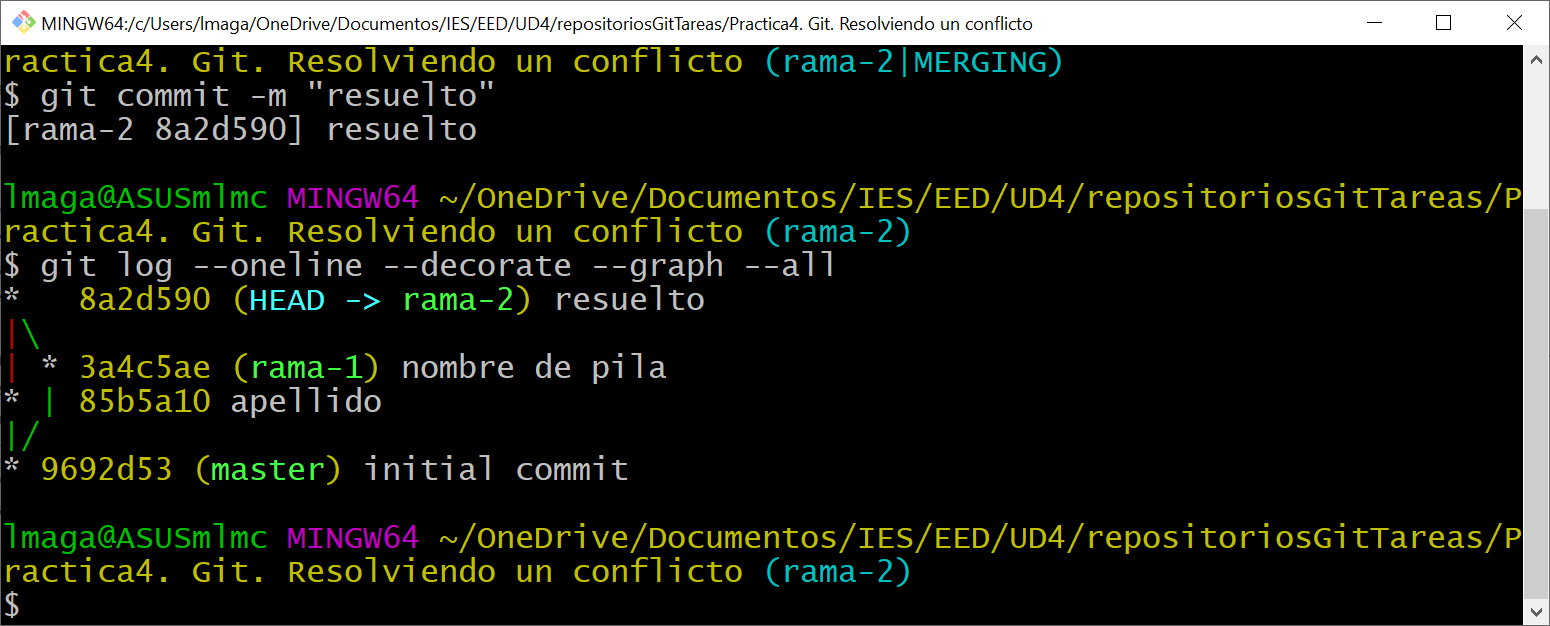 MINGW64:/c/Users/lmaga/OneDrive/Documentos/IES/EED/UD4/repositoriosGitTareas/Practica4. Git. Resolviendo un conflicto
ractica4. Git. Resolviendo un conflicto (rama-2|MERGING)
$ git commit -m "resuelto"
[rama-2 8a2d590] resuelto
lmaga@ASUSmlmc MINGW64 ~/OneDrive/Documentos/IES/EED/UD4/repositoriosGitTareas/P
ractica4. Git. Resolviendo un conflicto (rama-2)
$ git log --oneline --decorate --graph --all
*   8a2d590 (HEAD -> rama-2) resuelto
|\
| * 3a4c5ae (rama-1) nombre de pila
* | 85b5a10 apellido
|/
* 9692d53 (master) initial commit
lmaga@ASUSmlmc MINGW64 ~/OneDrive/Documentos/IES/EED/UD4/repositoriosGitTareas/P
ractica4. Git. Resolviendo un conflicto (rama-2)
$